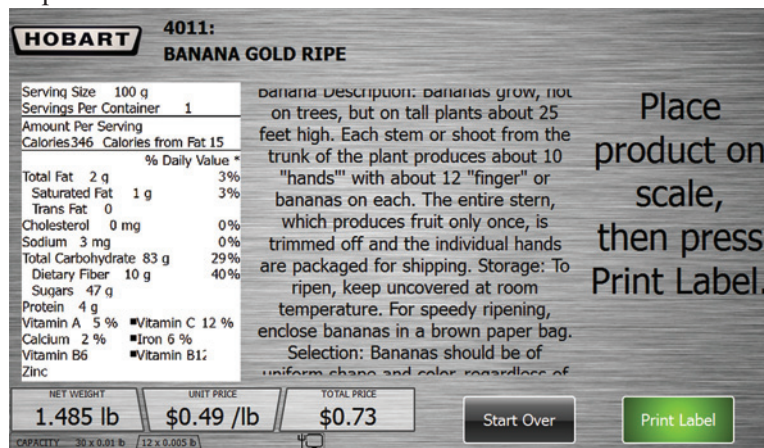 HOBART
4011:
BANANA GOLD RIPE
Serving Size 100 g
Servings Per Container 1
Amount Per Serving
Calories346 Calories from Fat 15
% Daily Value *
Total Fat 2 g 3%
Saturated Fat 1 g 3%
Trans Fat 0
Cholesterol 0 mg 0%
Sodium 3 mg 0%
Total Carbohydrate 83 g 29%
Dietary Fiber 10 g 40%
Sugars 47 g
Protein 4 g
Vitamin A 5 % ■Vitamin C 12 %
Calcium 2 % ■Iron 6 %
Vitamin B6 ■Vitamin B12
Zinc
Banana Description: Bananas grow, not
on trees, but on tall plants about 25
feet high. Each stem or shoot from the
trunk of the plant produces about 10
"hands"' with about 12 "finger" or
bananas on each. The entire stern,
which produces fruit only once, is
trimmed off and the individual hands
are packaged for shipping. Storage: To
ripen, keep uncovered at room
temperature. For speedy ripening,
enclose bananas in a brown paper bag.
Selection: Bananas should be of
uniform shape and color, regardless of
Place
product on
scale,
then press
Print Label.
NET WEIGHT
1.485 lb
UNIT PRICE
$0.49 /lb
TOTAL PRICE
$0.73
Start Over
Print Label
CAPACITY 30 x 0.01 lb 12 x 0.005 lb